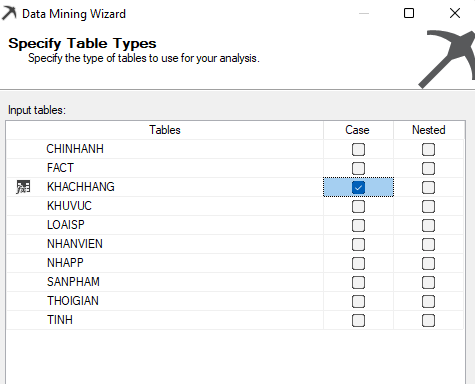 Data Mining Wizard
Specify Table Types
Specify the type of tables to use for your analysis.
Input tables:
Tables Case Nested
CHINHANH
FACT
KHACHHANG
KHUVUC
LOAISP
NHANVIEN
NHAPP
SANPHAM
THOIGIAN
TINH